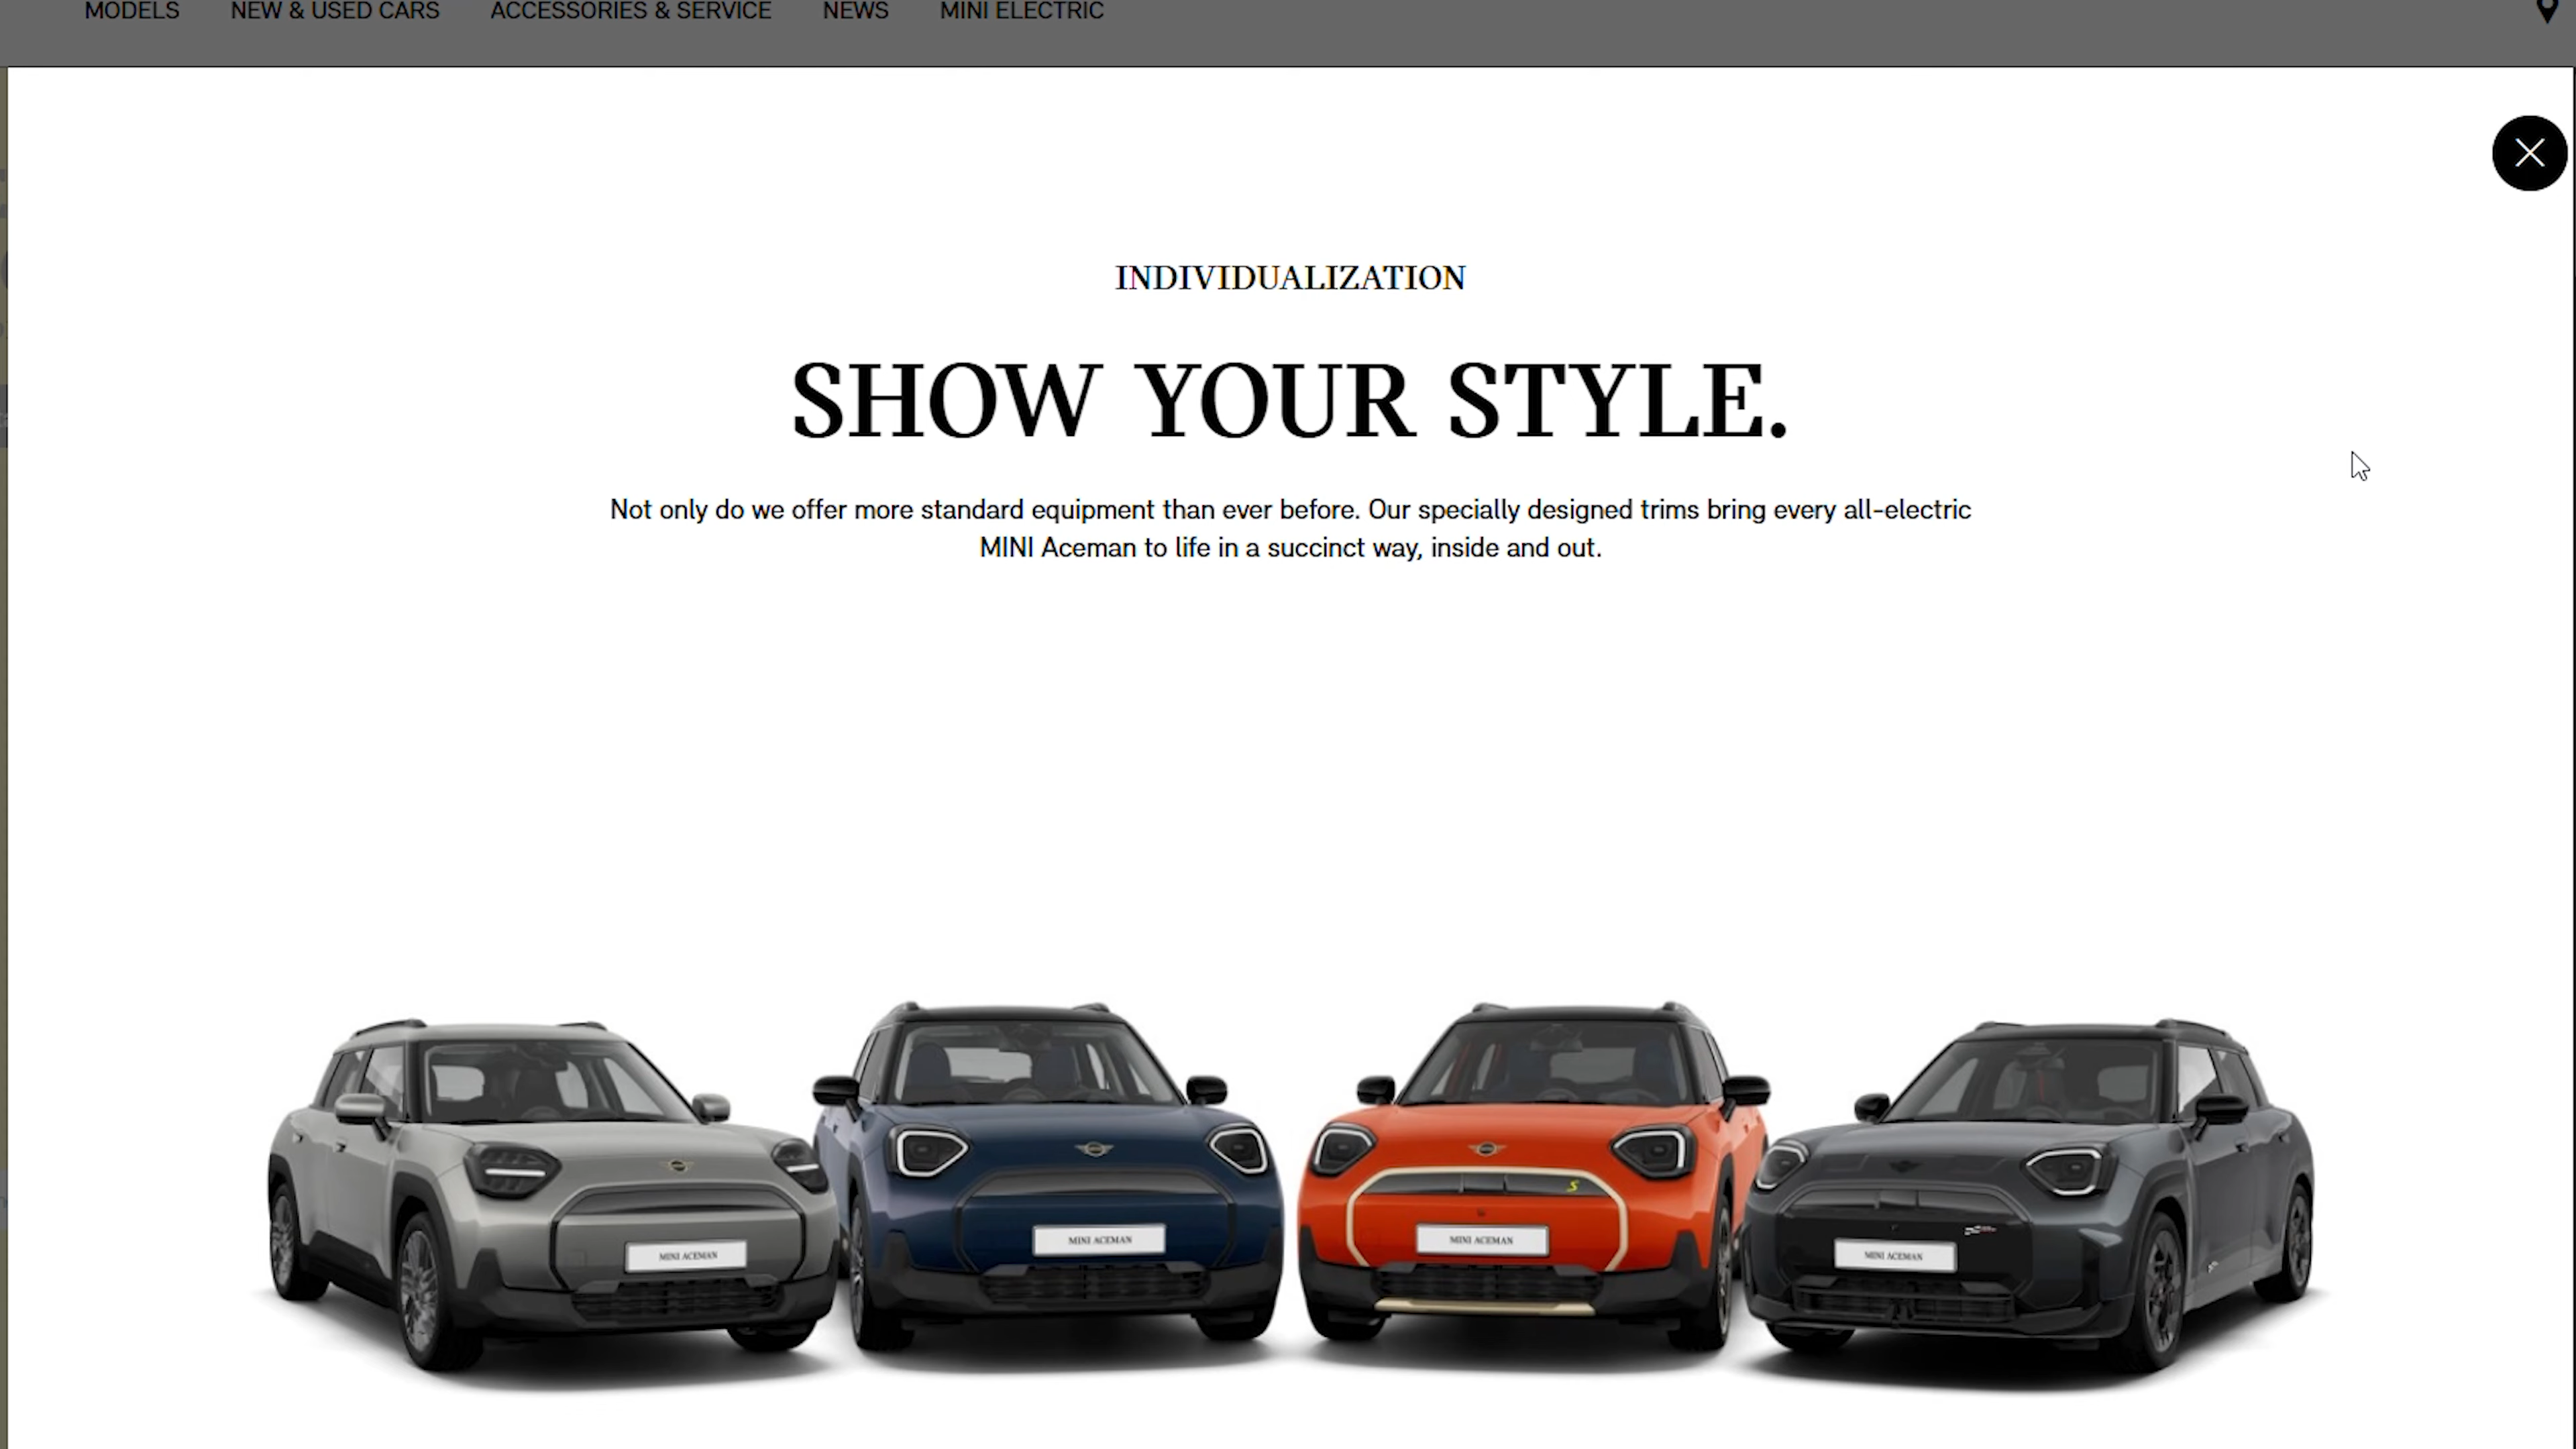 MODELS NEW & USED CARS ACCESSORIES & SERVICE NEWS MINI ELECTRIC
INDIVIDUALIZATION
SHOW YOUR STYLE.
Not only do we offer more standard equipment than ever before. Our specially designed trims bring every all-electric
MINI Aceman to life in a succinct way, inside and out.
S
MINI ACEMAN MINI ACEMAN MINI ACEMAN MINI ACEMAN